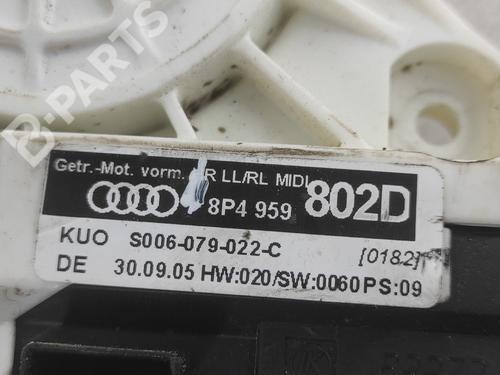 B-PARTS
Getr.-Mot. vorm. R LL/RL MIDI
8P4 959 802D
KUO S006-079-022-C [0182]
DE 30.09.05 HW:020/SW:0060 PS:09